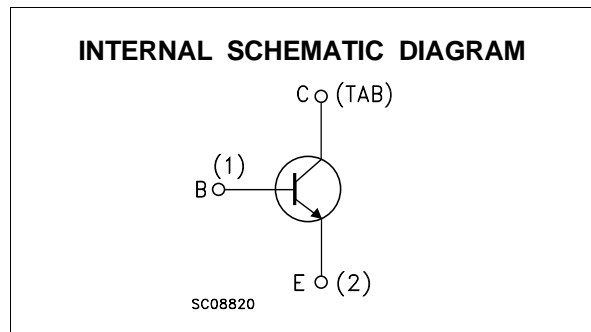 INTERNAL SCHEMATIC DIAGRAM
C (TAB)
(1)
B
E (2)
SC08820